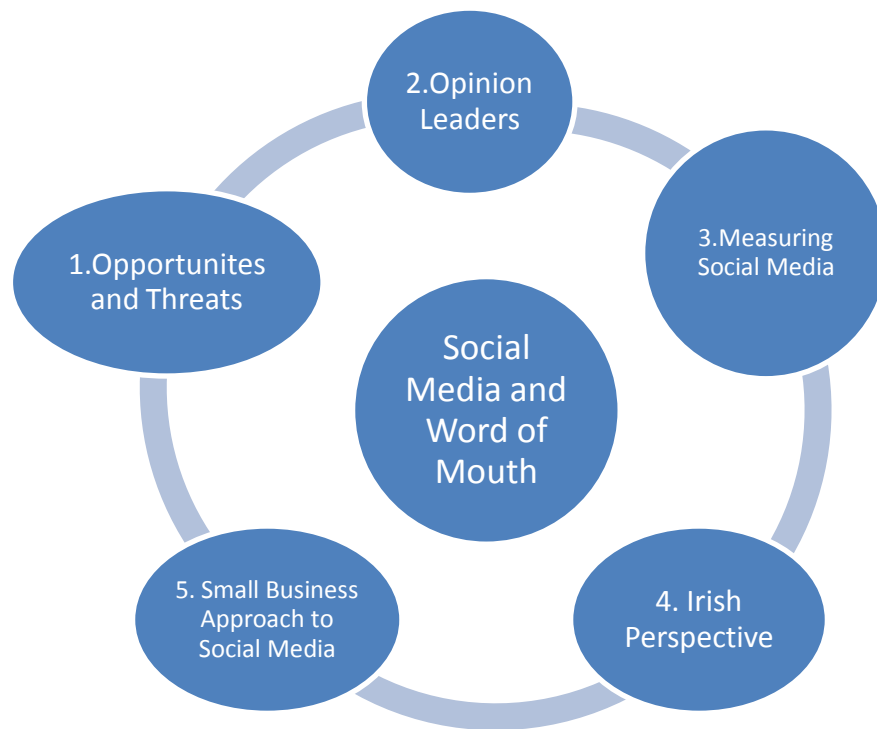 2.Opinion
Leaders
3.Measuring
Social Media
1.Opportunites
and Threats
Social
Media and
Word of
Mouth
5. Small Business
Approach to
Social Media
4. Irish
Perspective